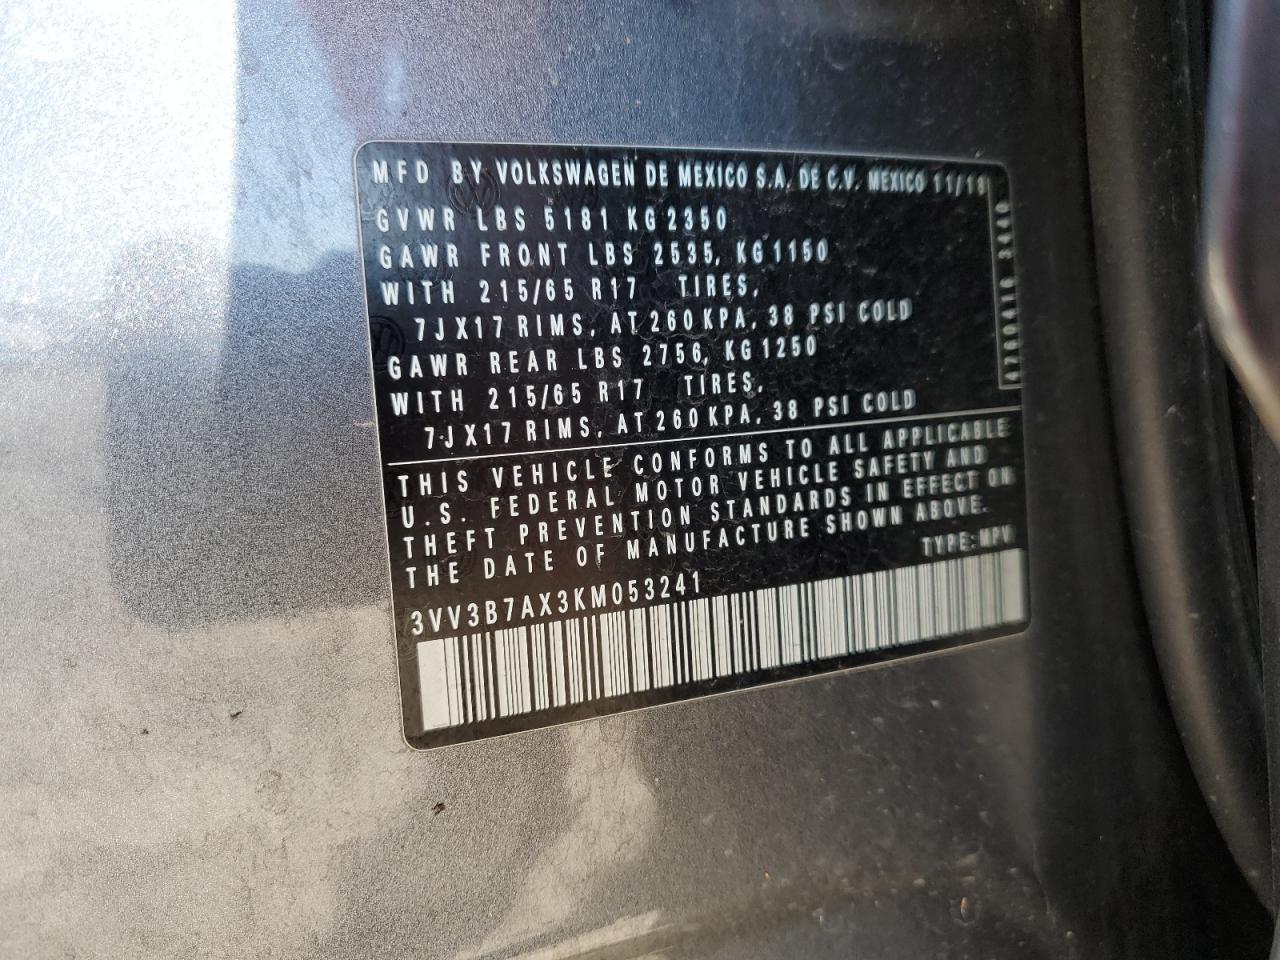 MFD BY VOLKSWAGEN DE MEXICO S.A. DE C.V. MEXICO 11/18
GVWR LBS 5181 KG 2350
GAWR FRONT LBS 2535, KG 1150
WITH 215/65 R17 TIRES,
7JX17 RIMS, AT 260 KPA, 38 PSI COLD
GAWR REAR LBS 2756, KG 1250
WITH 215/65 R17 TIRES,
7JX17 RIMS, AT 260 KPA, 38 PSI COLD
THIS VEHICLE CONFORMS TO ALL APPLICABLE
U.S. FEDERAL MOTOR VEHICLE SAFETY AND
THEFT PREVENTION STANDARDS IN EFFECT ON
THE DATE OF MANUFACTURE SHOWN ABOVE.
TYPE: MPV
3VV3B7AX3KM053241